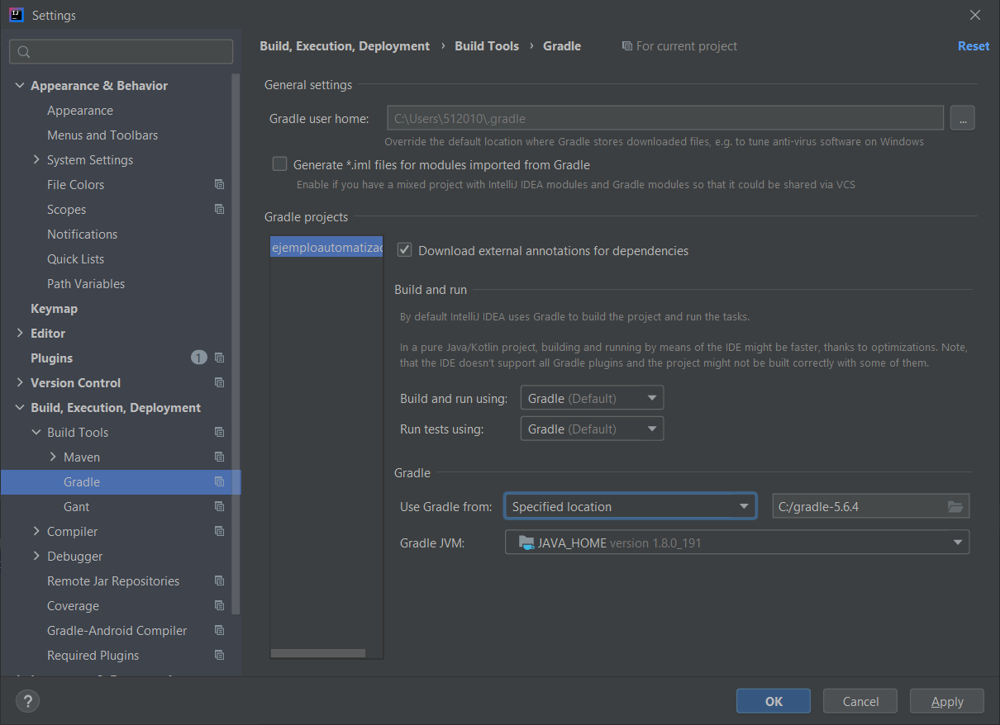 Settings
Build, Execution, Deployment › Build Tools › Gradle For current project Reset
Appearance & Behavior
Appearance
Menus and Toolbars
System Settings
File Colors
Scopes
Notifications
Quick Lists
Path Variables
Keymap
Editor
Plugins 1
Version Control
Build, Execution, Deployment
Build Tools
Maven
Gradle
Gant
Compiler
Debugger
Remote Jar Repositories
Coverage
Gradle-Android Compiler
Required Plugins
General settings
Gradle user home: C:\Users\512010\.gradle ...
Override the default location where Gradle stores downloaded files, e.g. to tune anti-virus software on Windows
Generate *.iml files for modules imported from Gradle
Enable if you have a mixed project with IntelliJ IDEA modules and Gradle modules so that it could be shared via VCS
Gradle projects
ejemploautomatizac
Download external annotations for dependencies
Build and run
By default IntelliJ IDEA uses Gradle to build the project and run the tasks.
In a pure Java/Kotlin project, building and running by means of the IDE might be faster, thanks to optimizations. Note,
that the IDE doesn't support all Gradle plugins and the project might not be built correctly with some of them.
Build and run using: Gradle (Default)
Run tests using: Gradle (Default)
Gradle
Use Gradle from: Specified location C:/gradle-5.6.4
Gradle JVM: JAVA_HOME version 1.8.0_191
? OK Cancel Apply